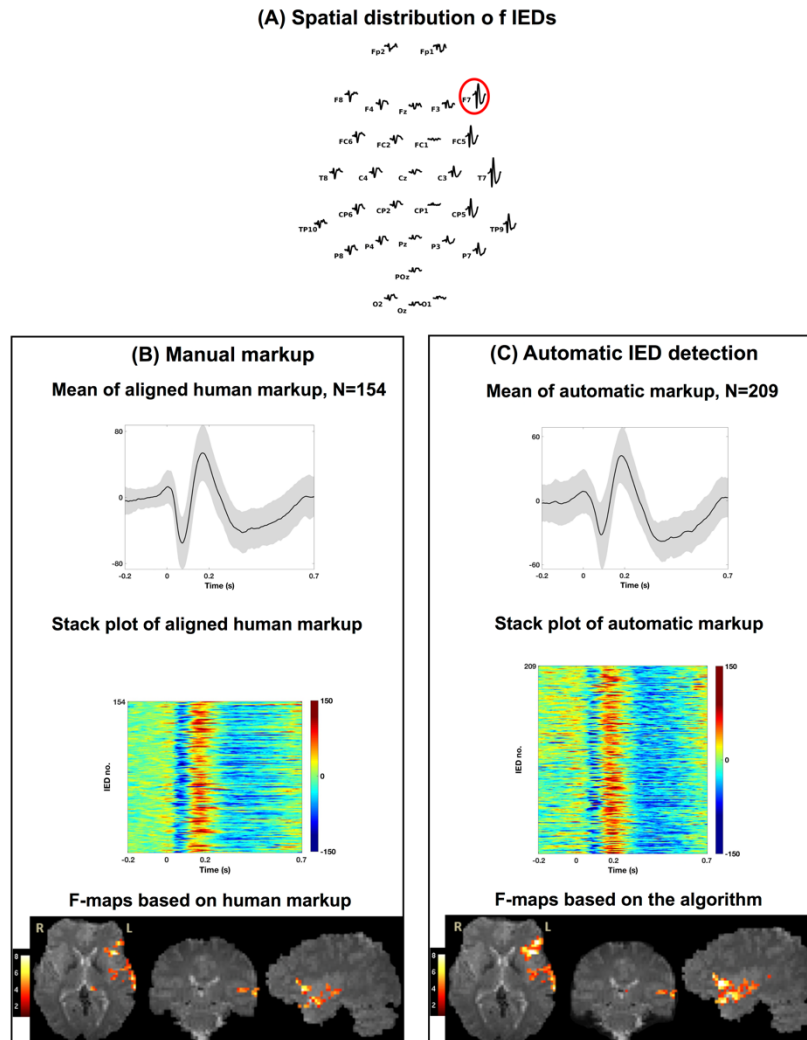 (A) Spatial distribution o f IEDs
Fp2 Fp1
F8 F4 Fz F3 F7
FC6 FC2 FC1 FC5
T8 C4 Cz C3 T7
CP6 CP2 CP1 CP5
TP10 TP9
P8 P4 Pz P3 P7
POz
O2 Oz O1
(B) Manual markup
Mean of aligned human markup, N=154
80
0
-80
-0.2 0 0.2 0.7
Time (s)
Stack plot of aligned human markup
154
IED no.
150
0
-150
-0.2 0 0.2 0.7
Time (s)
F-maps based on human markup
R L
8
6
4
2
(C) Automatic IED detection
Mean of automatic markup, N=209
60
0
-60
-0.2 0 0.2 0.7
Time (s)
Stack plot of automatic markup
209
IED no.
150
0
-150
-0.2 0 0.2 0.7
Time (s)
F-maps based on the algorithm
R L
8
6
4
2